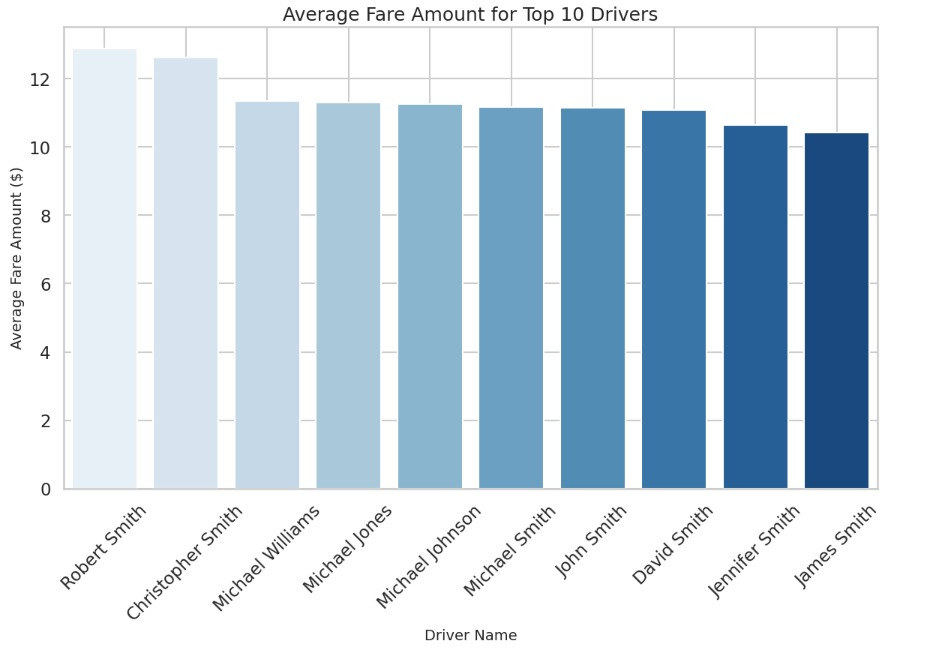 Average Fare Amount for Top 10 Drivers
Average Fare Amount ($)
12
10
8
6
4
2
0
Robert Smith
Christopher Smith
Michael Williams
Michael Jones
Michael Johnson
Michael Smith
John Smith
David Smith
Jennifer Smith
James Smith
Driver Name